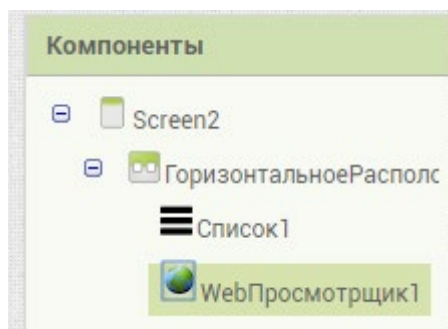 Компоненты
Screen2
ГоризонтальноеРасполс
Список1
WebПросмотрщик1